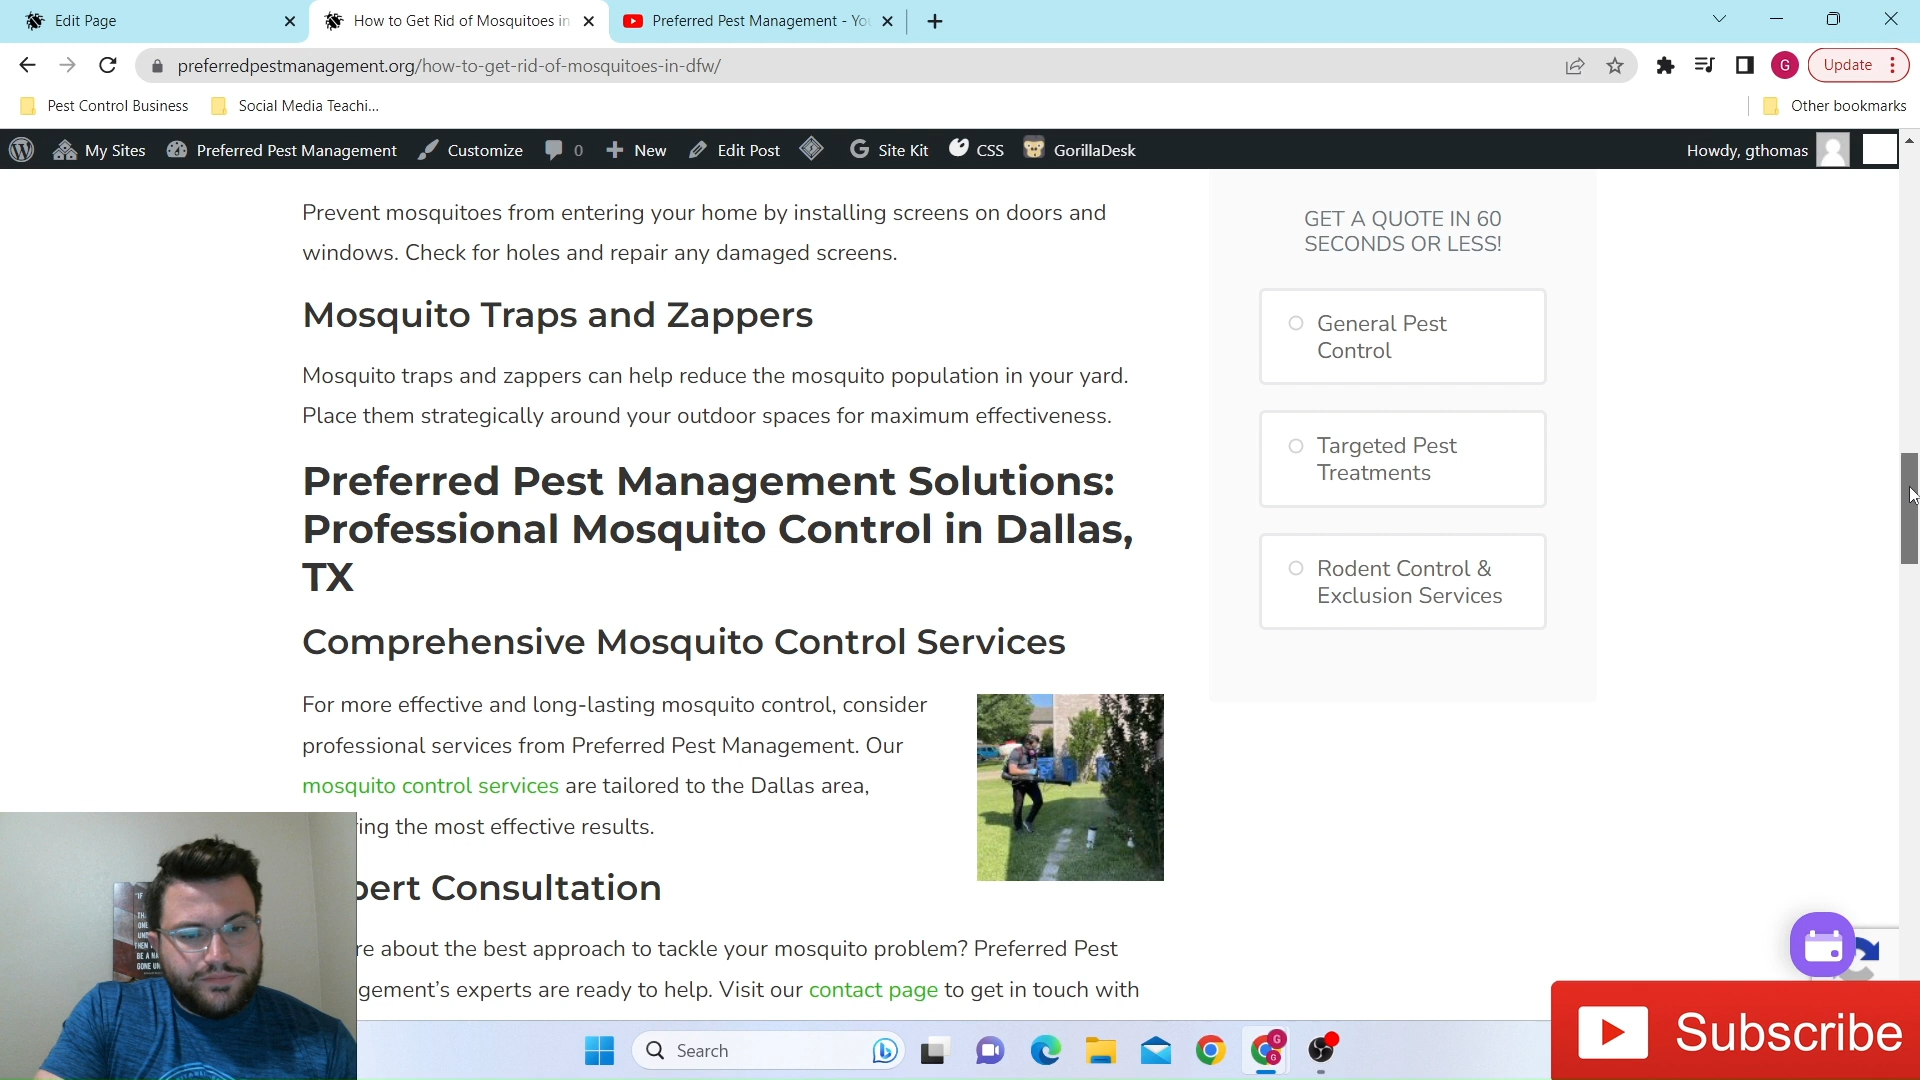 Edit Page
How to Get Rid of Mosquitoes in
Preferred Pest Management - You
preferredpestmanagement.org/how-to-get-rid-of-mosquitoes-in-dfw/
G
Update
Pest Control Business
Social Media Teachi...
Other bookmarks
My Sites
Preferred Pest Management
Customize
0
New
Edit Post
Site Kit
CSS
GorillaDesk
Howdy, gthomas
Prevent mosquitoes from entering your home by installing screens on doors and
windows. Check for holes and repair any damaged screens.
Mosquito Traps and Zappers
Mosquito traps and zappers can help reduce the mosquito population in your yard.
Place them strategically around your outdoor spaces for maximum effectiveness.
Preferred Pest Management Solutions:
Professional Mosquito Control in Dallas,
TX
Comprehensive Mosquito Control Services
For more effective and long-lasting mosquito control, consider
professional services from Preferred Pest Management. Our
mosquito control services are tailored to the Dallas area,
ing the most effective results.
pert Consultation
re about the best approach to tackle your mosquito problem? Preferred Pest
gement's experts are ready to help. Visit our contact page to get in touch with
GET A QUOTE IN 60
SECONDS OR LESS!
General Pest
Control
Targeted Pest
Treatments
Rodent Control &
Exclusion Services
Search
Subscribe